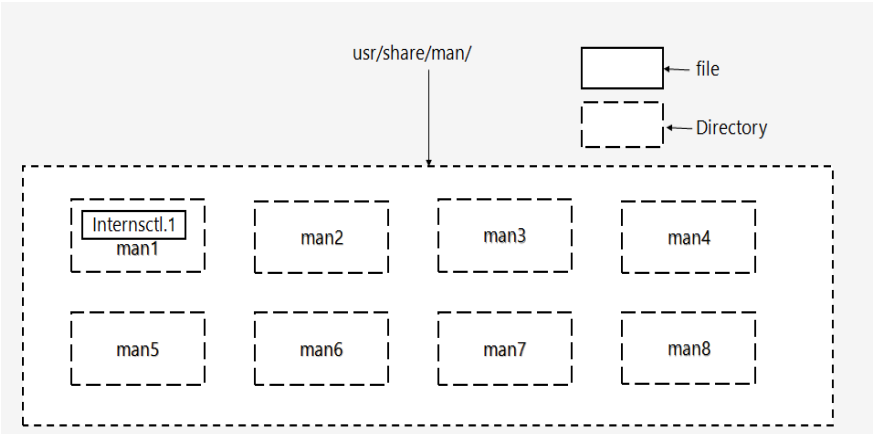 usr/share/man/
file
Directory
Internsctl.1
man1
man2
man3
man4
man5
man6
man7
man8